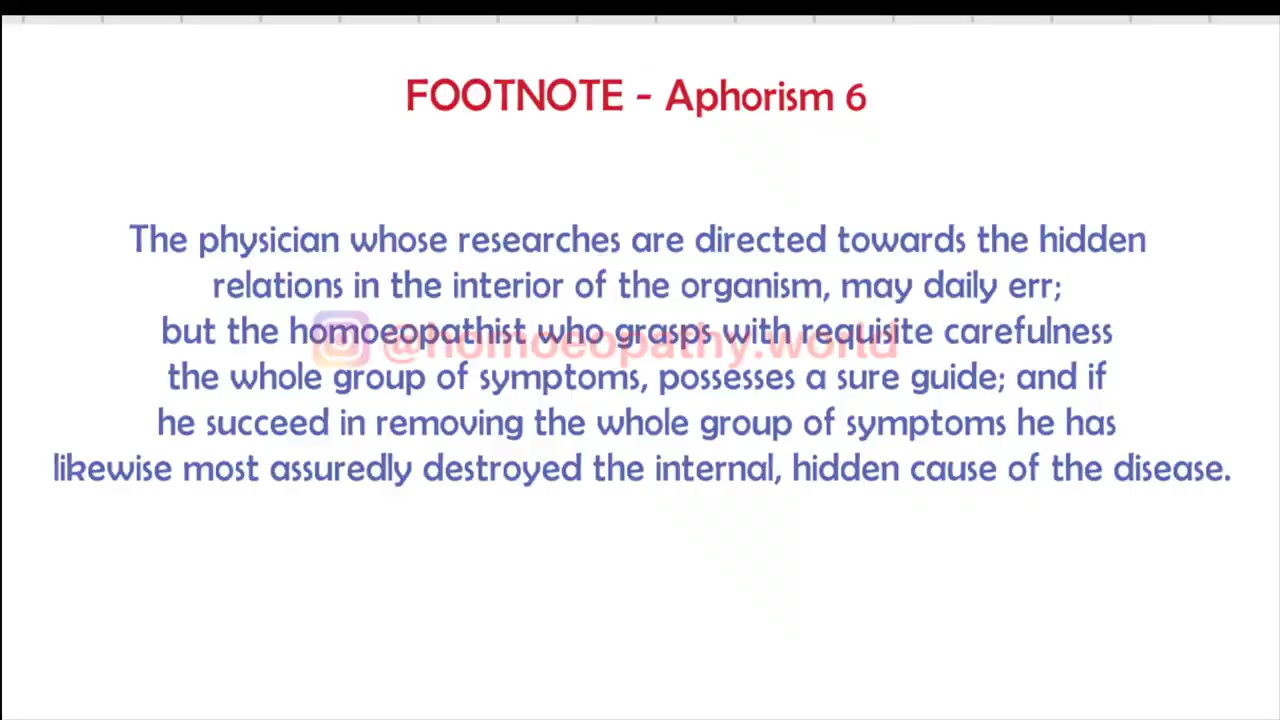 FOOTNOTE - Aphorism 6
The physician whose researches are directed towards the hidden
relations in the interior of the organism, may daily err;
but the homoeopathist who grasps with requisite carefulness
@homoeopathy.world
the whole group of symptoms, possesses a sure guide; and if
he succeed in removing the whole group of symptoms he has
likewise most assuredly destroyed the internal, hidden cause of the disease.